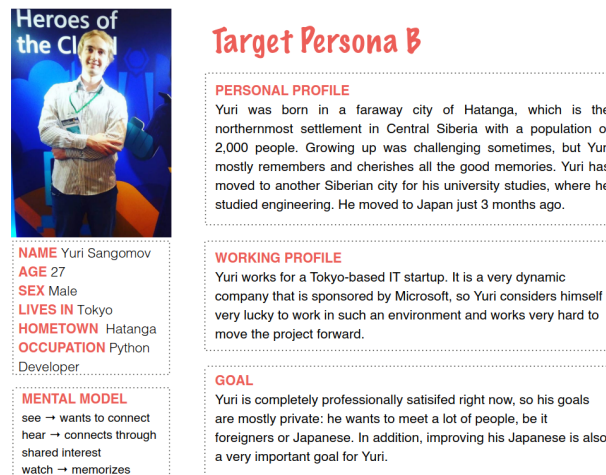 Heroes of
the Cl
Target Persona B
PERSONAL PROFILE
Yuri was born in a faraway city of Hatanga, which is the
northernmost settlement in Central Siberia with a population o
2,000 people. Growing up was challenging sometimes, but Yuri
mostly remembers and cherishes all the good memories. Yuri has
moved to another Siberian city for his university studies, where he
studied engineering. He moved to Japan just 3 months ago.
NAME Yuri Sangomov
AGE 27
SEX Male
LIVES IN Tokyo
HOMETOWN Hatanga
OCCUPATION Python
Developer
WORKING PROFILE
Yuri works for a Tokyo-based IT startup. It is a very dynamic
company that is sponsored by Microsoft, so Yuri considers himself
very lucky to work in such an environment and works very hard to
move the project forward.
MENTAL MODEL
see → wants to connect
hear → connects through
shared interest
watch → memorizes
GOAL
Yuri is completely professionally satisifed right now, so his goals
are mostly private: he wants to meet a lot of people, be it
foreigners or Japanese. In addition, improving his Japanese is also
a very important goal for Yuri.